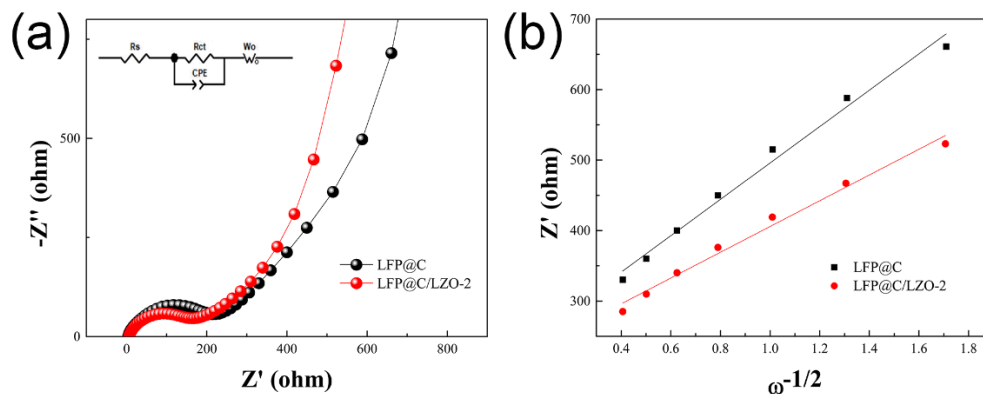 (a)
Rs
Rct
Wo
CPE
500
0
-Z'' (ohm)
LFP@C
LFP@C/LZO-2
0 200 400 600 800
Z' (ohm)
(b)
700
600
500
400
300
Z' (ohm)
LFP@C
LFP@C/LZO-2
0.4 0.6 0.8 1.0 1.2 1.4 1.6 1.8
ω-1/2